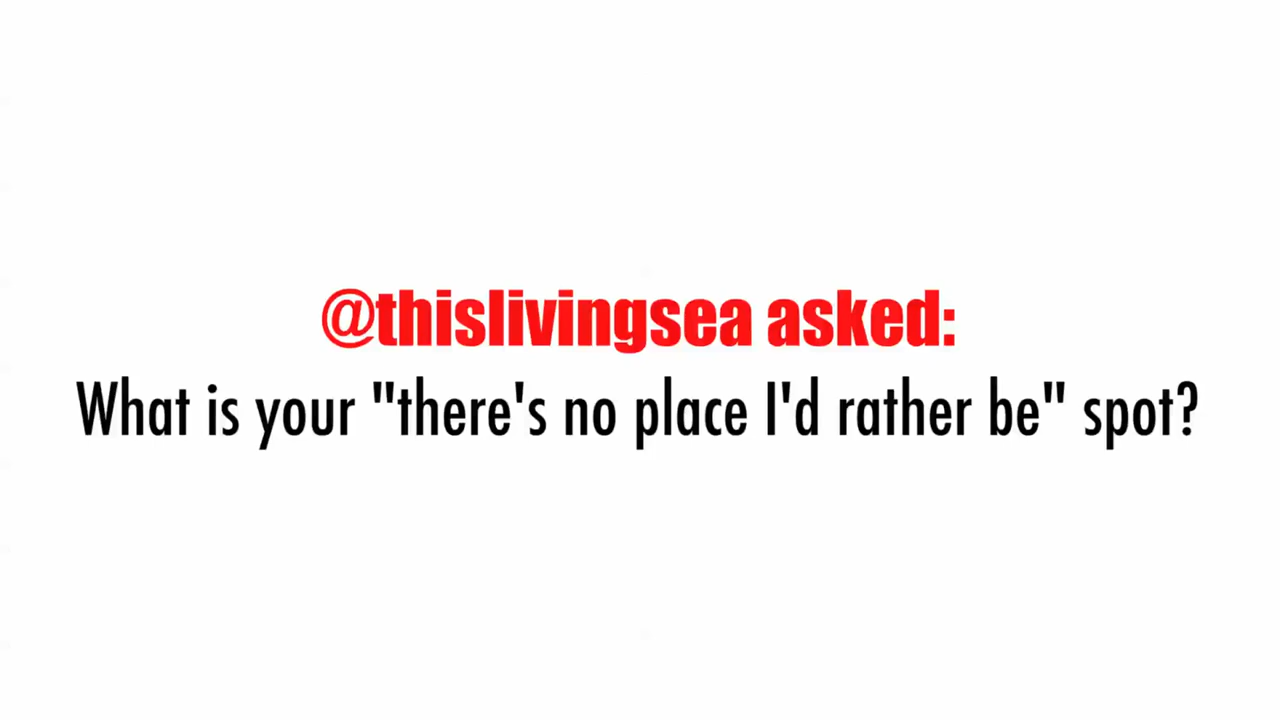 @thislivingsea asked:
What is your "there's no place I'd rather be" spot?